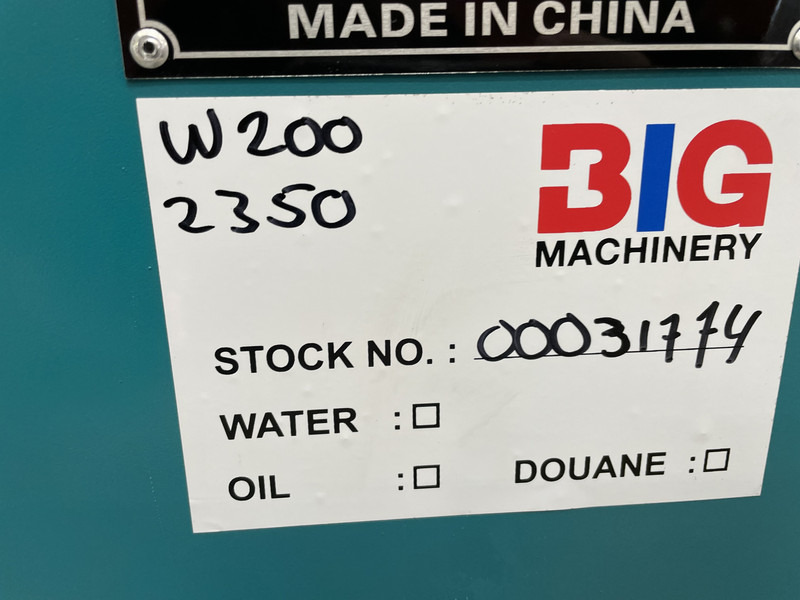 MADE IN CHINA
W200
2350
BIG
MACHINERY
STOCK NO. : 00031774
WATER : ☐
OIL : ☐ DOUANE : ☐